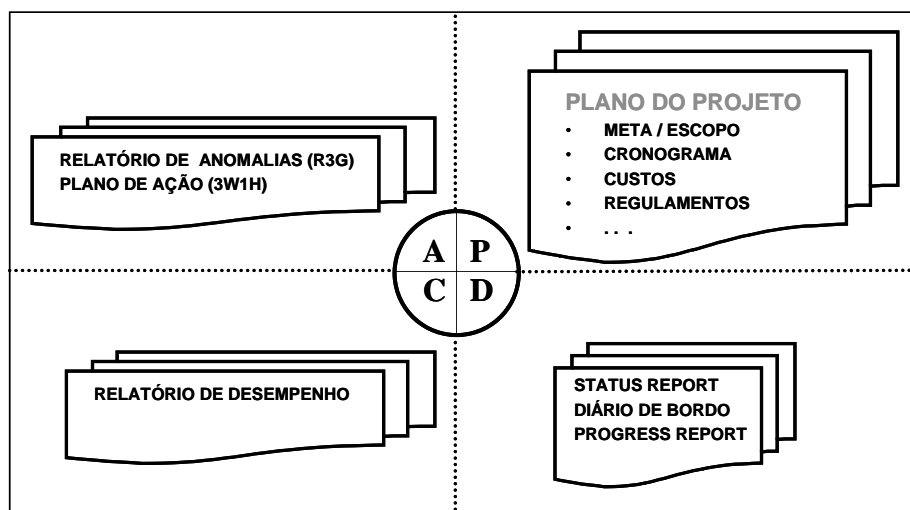 PLANO DO PROJETO
• META / ESCOPO
• CRONOGRAMA
• CUSTOS
• REGULAMENTOS
• . . .
RELATÓRIO DE ANOMALIAS (R3G)
PLANO DE AÇÃO (3W1H)
A P
C D
RELATÓRIO DE DESEMPENHO
STATUS REPORT
DIÁRIO DE BORDO
PROGRESS REPORT